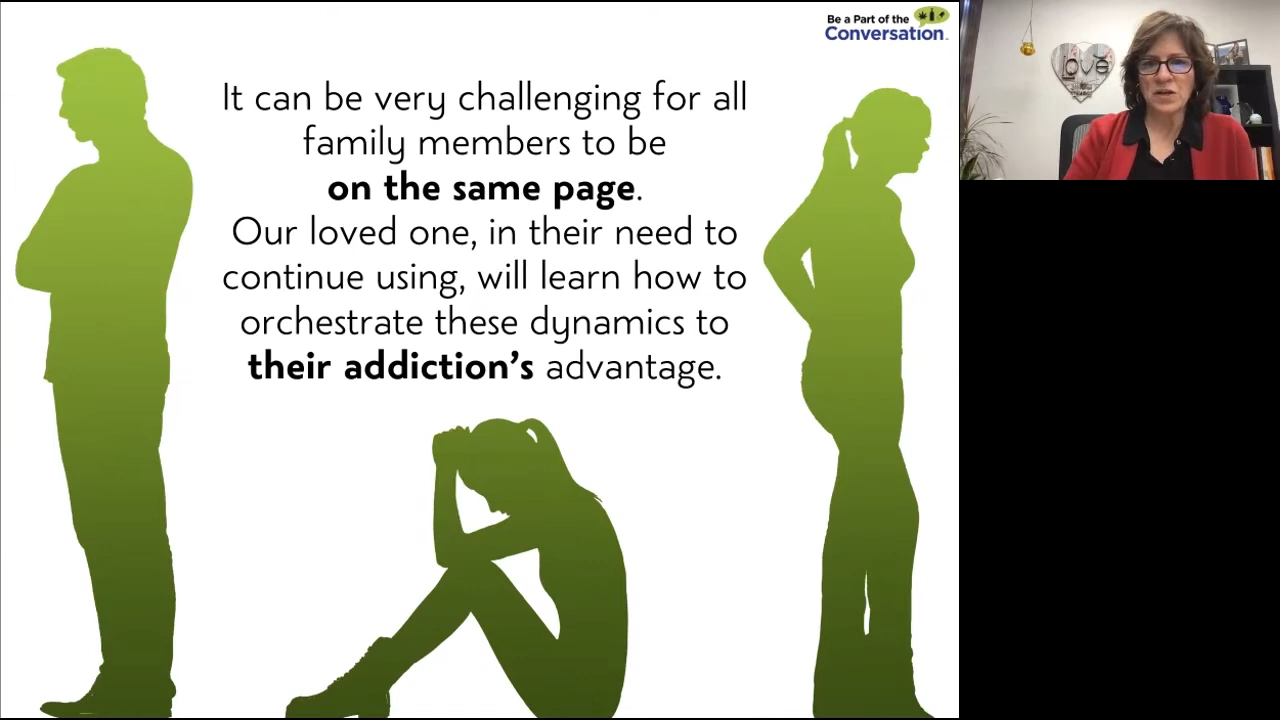 Be a Part of the
Conversation
It can be very challenging for all
family members to be
on the same page.
Our loved one, in their need to
continue using, will learn how to
orchestrate these dynamics to
their addiction's advantage.
Love